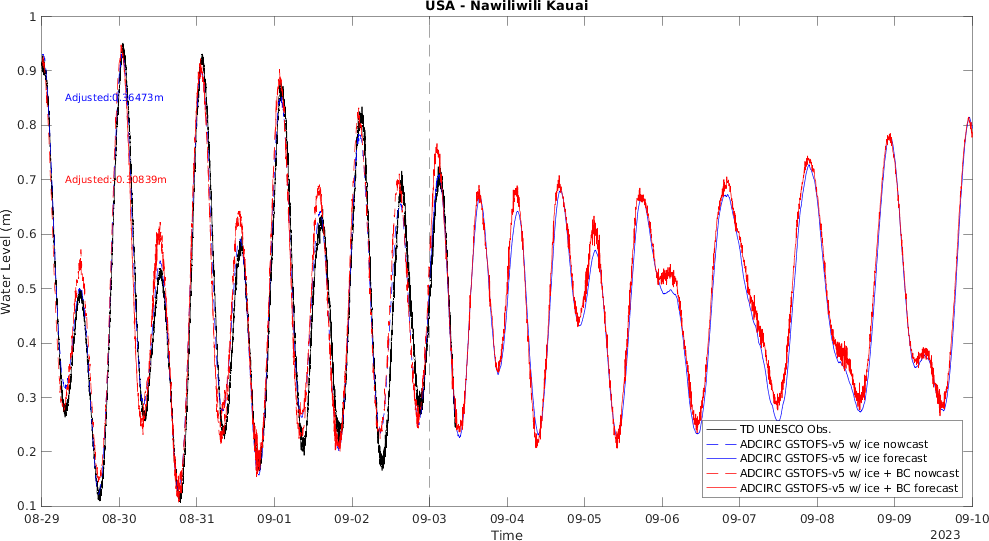 USA - Nawiliwili Kauai
1
0.9
0.8
0.7
0.6
0.5
0.4
0.3
0.2
0.1
Water Level (m)
Adjusted:0.36473m
Adjusted:-0.30839m
TD UNESCO Obs.
ADCIRC GSTOFS-v5 w/ ice nowcast
ADCIRC GSTOFS-v5 w/ ice forecast
ADCIRC GSTOFS-v5 w/ ice + BC nowcast
ADCIRC GSTOFS-v5 w/ ice + BC forecast
08-29 08-30 08-31 09-01 09-02 09-03 09-04 09-05 09-06 09-07 09-08 09-09 09-10
Time
2023